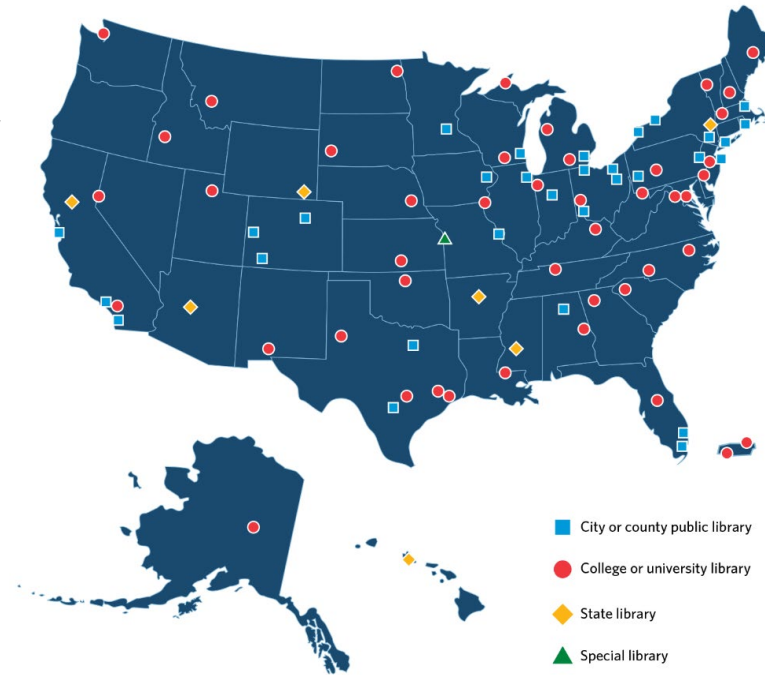 City or county public library
College or university library
State library
Special library